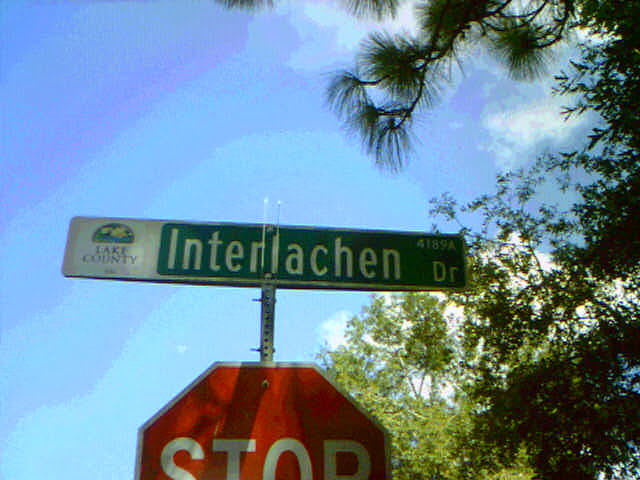 LAKE
COUNTY
Interlachen
4189A
Dr
STOP